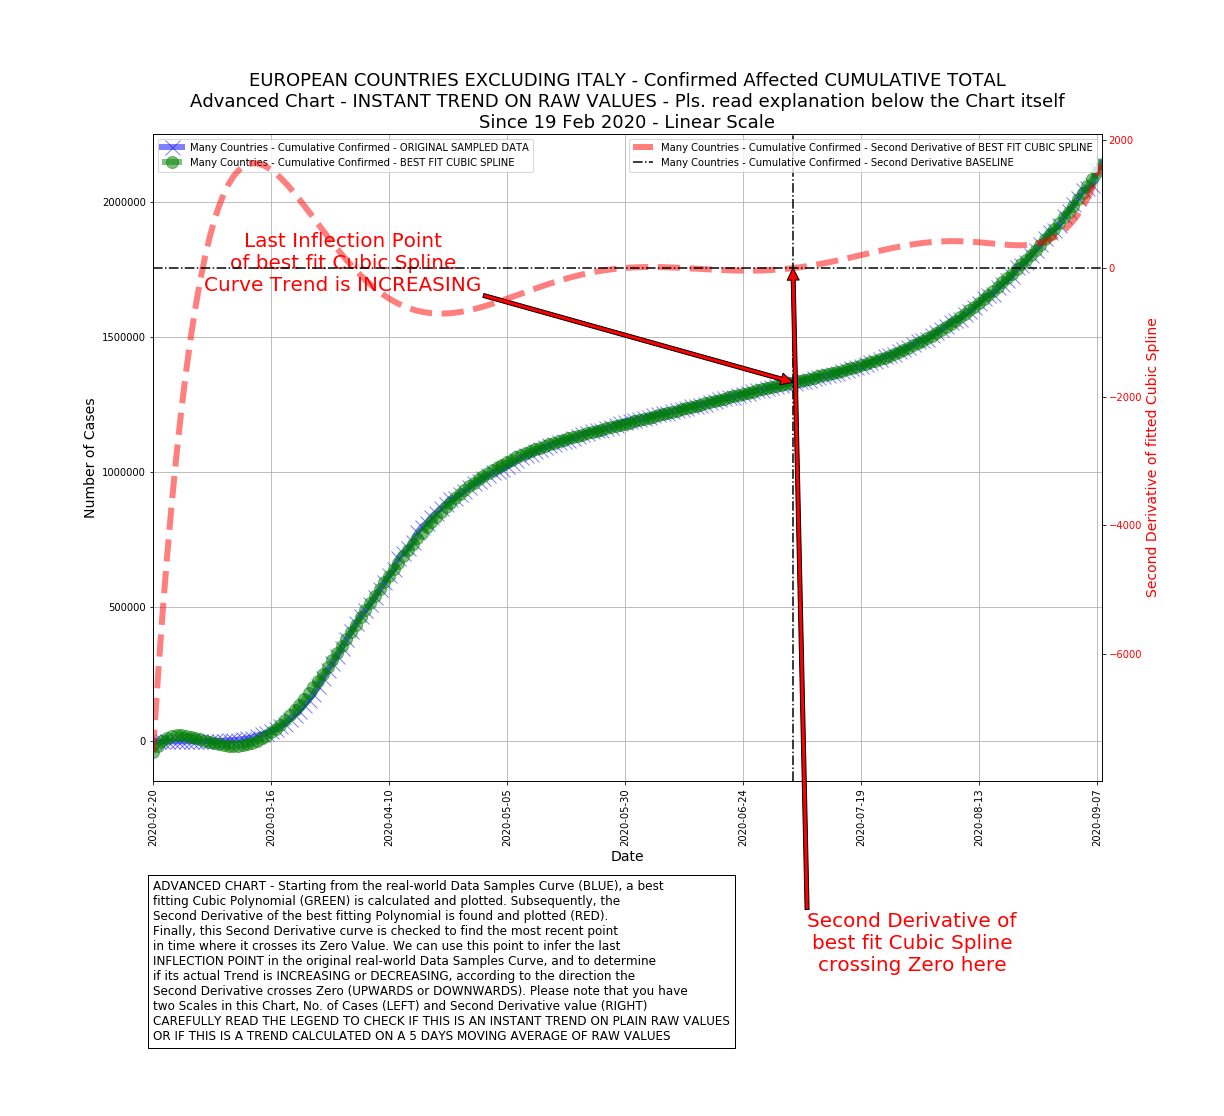 EUROPEAN COUNTRIES EXCLUDING ITALY - Confirmed Affected CUMULATIVE TOTAL
Advanced Chart - INSTANT TREND ON RAW VALUES - Pls. read explanation below the Chart itself
Since 19 Feb 2020 - Linear Scale
Many Countries - Cumulative Confirmed - ORIGINAL SAMPLED DATA
Many Countries - Cumulative Confirmed - BEST FIT CUBIC SPLINE
Many Countries - Cumulative Confirmed - Second Derivative of BEST FIT CUBIC SPLINE
Many Countries - Cumulative Confirmed - Second Derivative BASELINE
Last Inflection Point
of best fit Cubic Spline
Curve Trend is INCREASING
Number of Cases
2000000
1500000
1000000
500000
0
2000
0
−2000
−4000
−6000
Second Derivative of fitted Cubic Spline
2020-02-20
2020-03-16
2020-04-10
2020-05-05
2020-05-30
2020-06-24
2020-07-19
2020-08-13
2020-09-07
Date
ADVANCED CHART - Starting from the real-world Data Samples Curve (BLUE), a best
fitting Cubic Polynomial (GREEN) is calculated and plotted. Subsequently, the
Second Derivative of the best fitting Polynomial is found and plotted (RED).
Finally, this Second Derivative curve is checked to find the most recent point
in time where it crosses its Zero Value. We can use this point to infer the last
INFLECTION POINT in the original real-world Data Samples Curve, and to determine
if its actual Trend is INCREASING or DECREASING, according to the direction the
Second Derivative crosses Zero (UPWARDS or DOWNWARDS). Please note that you have
two Scales in this Chart, No. of Cases (LEFT) and Second Derivative value (RIGHT)
CAREFULLY READ THE LEGEND TO CHECK IF THIS IS AN INSTANT TREND ON PLAIN RAW VALUES
OR IF THIS IS A TREND CALCULATED ON A 5 DAYS MOVING AVERAGE OF RAW VALUES
Second Derivative of
best fit Cubic Spline
crossing Zero here